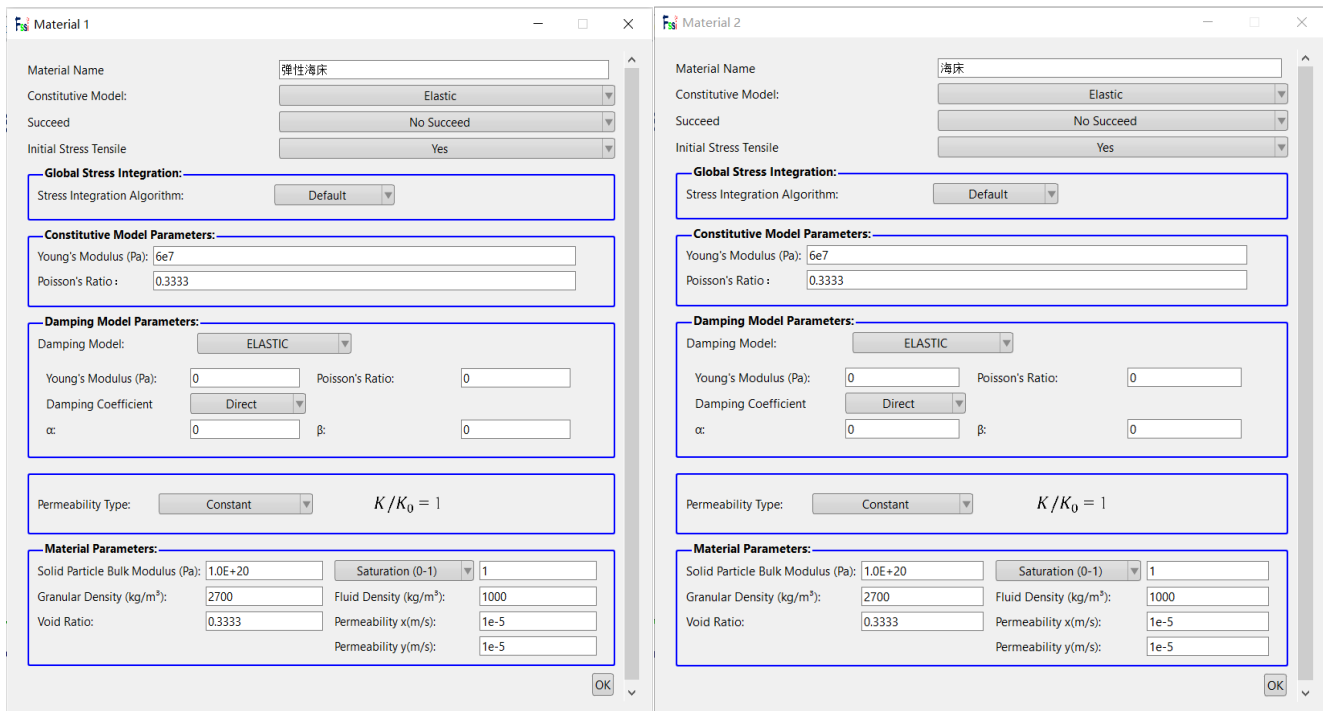 Fssi Material 1
Material Name 弹性海床
Constitutive Model: Elastic
Succeed No Succeed
Initial Stress Tensile Yes
Global Stress Integration:
Stress Integration Algorithm: Default
Constitutive Model Parameters:
Young's Modulus (Pa): 6e7
Poisson's Ratio： 0.3333
Damping Model Parameters:
Damping Model: ELASTIC
Young's Modulus (Pa): 0 Poisson's Ratio: 0
Damping Coefficient Direct
α: 0 β: 0
Permeability Type: Constant K/K₀ = 1
Material Parameters:
Solid Particle Bulk Modulus (Pa): 1.0E+20 Saturation (0-1) 1
Granular Density (kg/m³): 2700 Fluid Density (kg/m³): 1000
Void Ratio: 0.3333 Permeability x(m/s): 1e-5
Permeability y(m/s): 1e-5
OK
Fssi Material 2
Material Name 海床
Constitutive Model: Elastic
Succeed No Succeed
Initial Stress Tensile Yes
Global Stress Integration:
Stress Integration Algorithm: Default
Constitutive Model Parameters:
Young's Modulus (Pa): 6e7
Poisson's Ratio： 0.3333
Damping Model Parameters:
Damping Model: ELASTIC
Young's Modulus (Pa): 0 Poisson's Ratio: 0
Damping Coefficient Direct
α: 0 β: 0
Permeability Type: Constant K/K₀ = 1
Material Parameters:
Solid Particle Bulk Modulus (Pa): 1.0E+20 Saturation (0-1) 1
Granular Density (kg/m³): 2700 Fluid Density (kg/m³): 1000
Void Ratio: 0.3333 Permeability x(m/s): 1e-5
Permeability y(m/s): 1e-5
OK